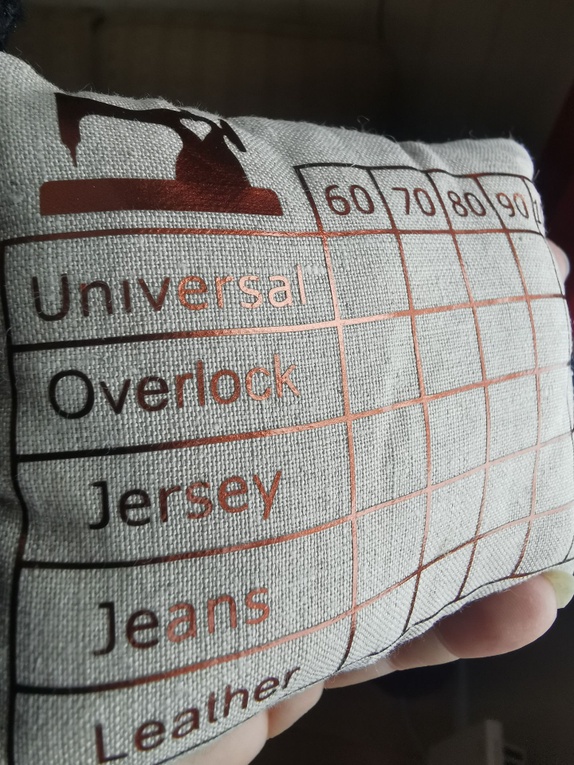 60 70 80 90
Universal
Overlock
Jersey
Jeans
Leather